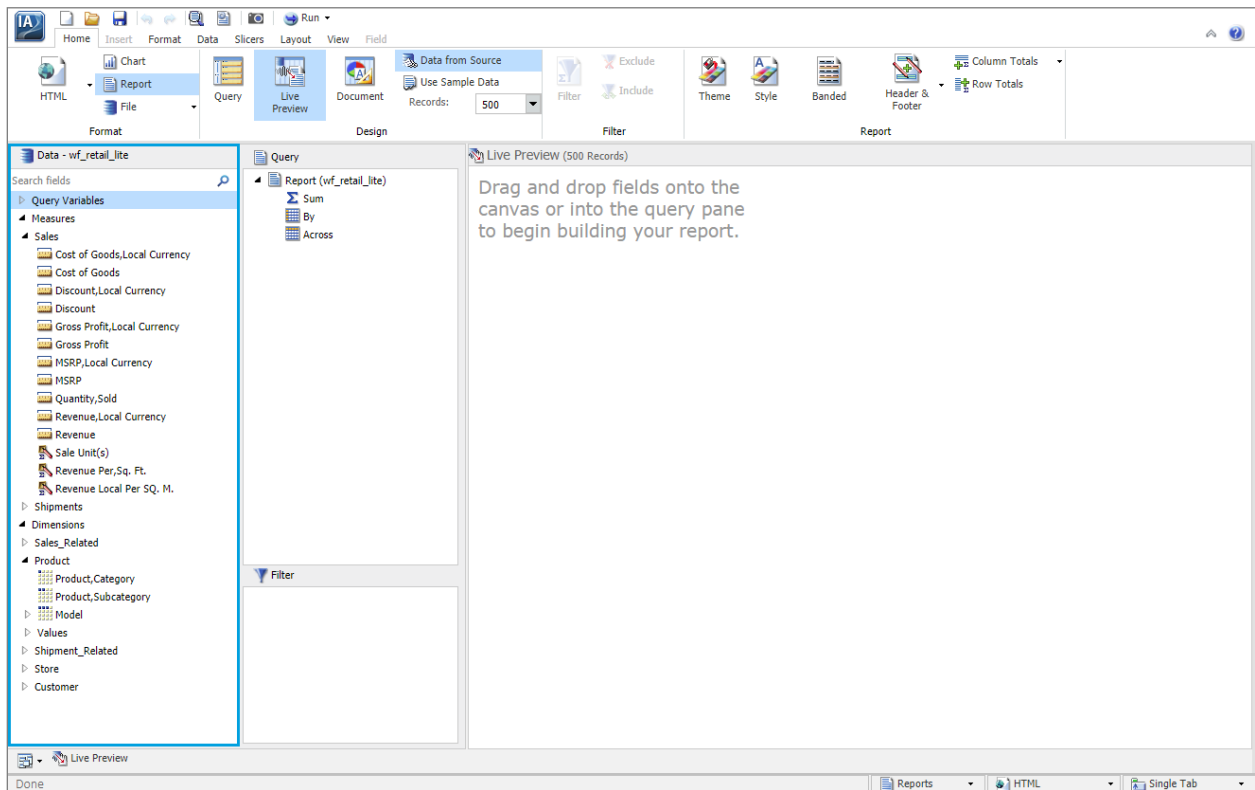 IA
Run
Home Insert Format Data Slicers Layout View Field
HTML
Chart
Report
File
Format
Query
Live
Preview
Document
Data from Source
Use Sample Data
Records: 500
Design
Filter
Exclude
Include
Filter
Theme
Style
Banded
Header &
Footer
Column Totals
Row Totals
Report
Data - wf_retail_lite
Search fields
Query Variables
Measures
Sales
Cost of Goods,Local Currency
Cost of Goods
Discount,Local Currency
Discount
Gross Profit,Local Currency
Gross Profit
MSRP,Local Currency
MSRP
Quantity,Sold
Revenue,Local Currency
Revenue
Sale Unit(s)
Revenue Per,Sq. Ft.
Revenue Local Per SQ. M.
Shipments
Dimensions
Sales_Related
Product
Product,Category
Product,Subcategory
Model
Values
Shipment_Related
Store
Customer
Query
Report (wf_retail_lite)
Sum
By
Across
Filter
Live Preview (500 Records)
Drag and drop fields onto the
canvas or into the query pane
to begin building your report.
Live Preview
Done
Reports
HTML
Single Tab